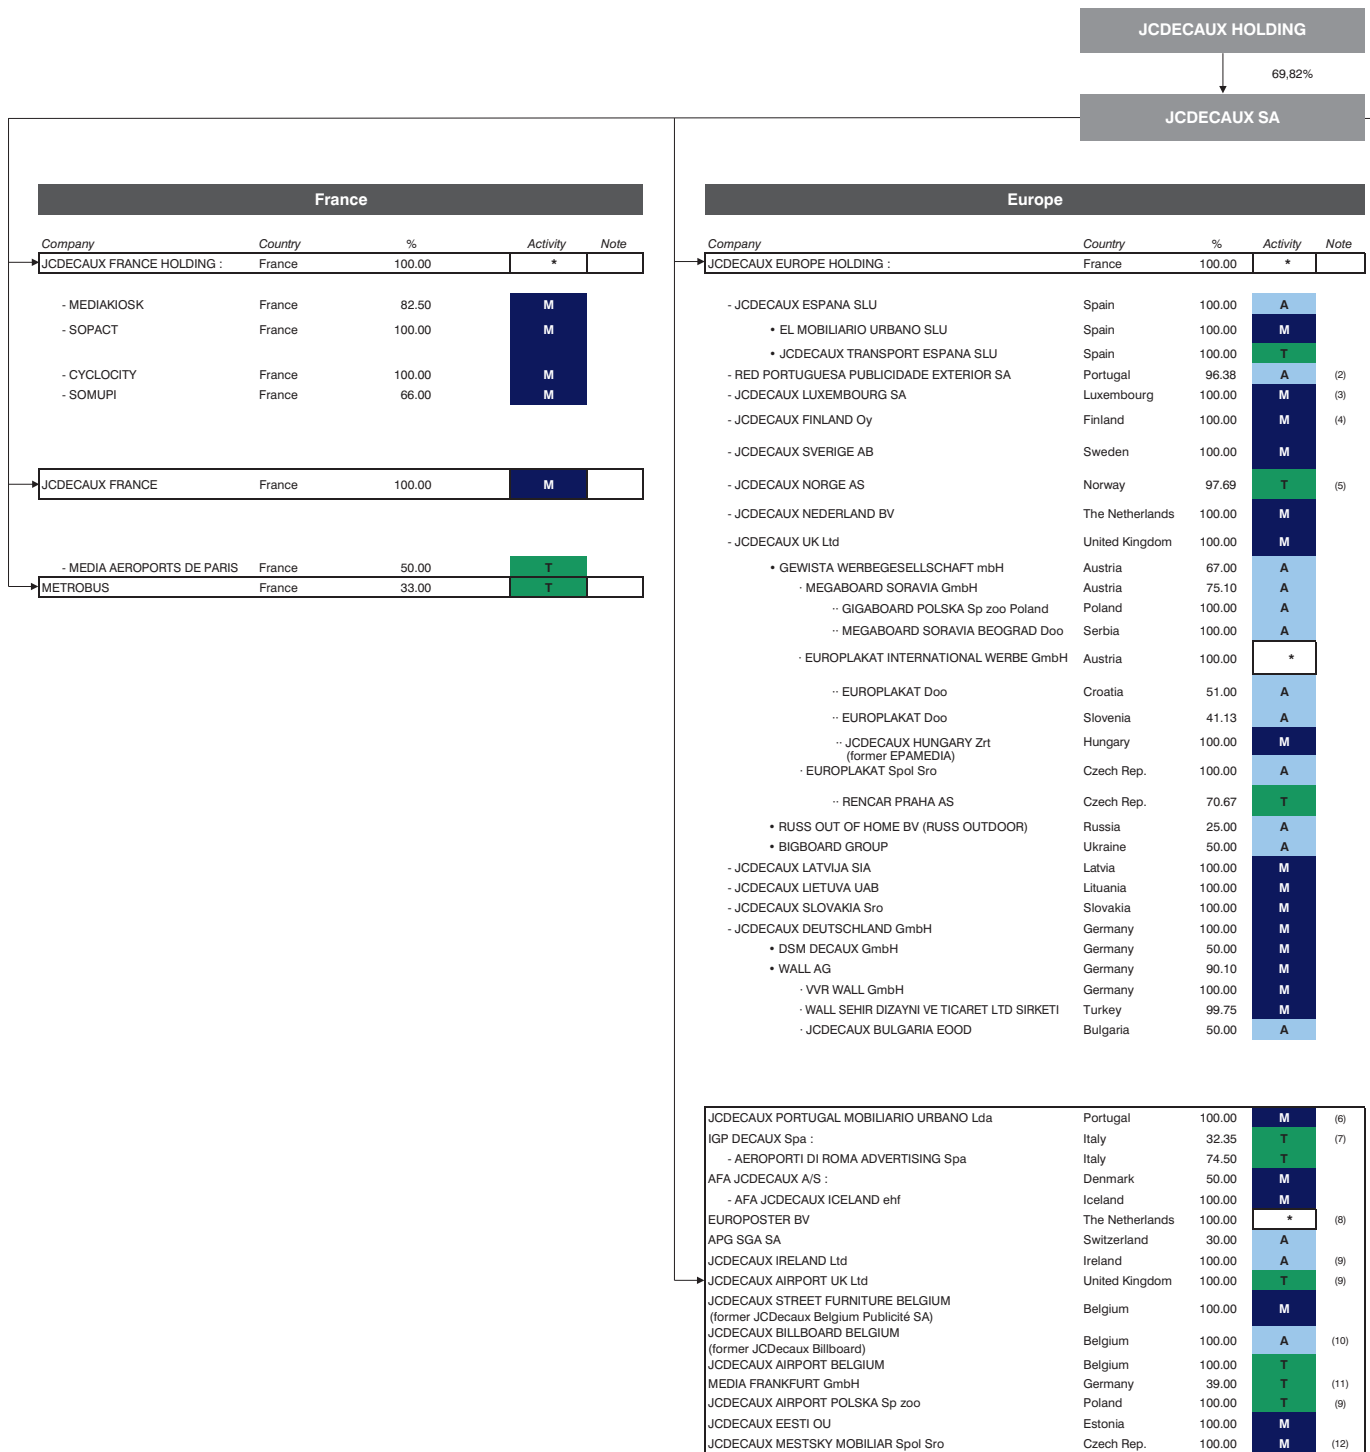 JCDECAUX HOLDING
69,82%
JCDECAUX SA
France
Company Country % Activity Note
JCDECAUX FRANCE HOLDING : France 100.00 *
- MEDIAKIOSK France 82.50 M
- SOPACT France 100.00 M
- CYCLOCITY France 100.00 M
- SOMUPI France 66.00 M
JCDECAUX FRANCE France 100.00 M
- MEDIA AEROPORTS DE PARIS France 50.00 T
METROBUS France 33.00 T
Europe
Company Country % Activity Note
JCDECAUX EUROPE HOLDING : France 100.00 *
- JCDECAUX ESPANA SLU Spain 100.00 A
• EL MOBILIARIO URBANO SLU Spain 100.00 M
• JCDECAUX TRANSPORT ESPANA SLU Spain 100.00 T
- RED PORTUGUESA PUBLICIDADE EXTERIOR SA Portugal 96.38 A (2)
- JCDECAUX LUXEMBOURG SA Luxembourg 100.00 M (3)
- JCDECAUX FINLAND Oy Finland 100.00 M (4)
- JCDECAUX SVERIGE AB Sweden 100.00 M
- JCDECAUX NORGE AS Norway 97.69 T (5)
- JCDECAUX NEDERLAND BV The Netherlands 100.00 M
- JCDECAUX UK Ltd United Kingdom 100.00 M
• GEWISTA WERBEGESELLSCHAFT mbH Austria 67.00 A
· MEGABOARD SORAVIA GmbH Austria 75.10 A
·· GIGABOARD POLSKA Sp zoo Poland Poland 100.00 A
·· MEGABOARD SORAVIA BEOGRAD Doo Serbia 100.00 A
· EUROPLAKAT INTERNATIONAL WERBE GmbH Austria 100.00 *
·· EUROPLAKAT Doo Croatia 51.00 A
·· EUROPLAKAT Doo Slovenia 41.13 A
·· JCDECAUX HUNGARY Zrt Hungary 100.00 M
(former EPAMEDIA)
· EUROPLAKAT Spol Sro Czech Rep. 100.00 A
·· RENCAR PRAHA AS Czech Rep. 70.67 T
• RUSS OUT OF HOME BV (RUSS OUTDOOR) Russia 25.00 A
• BIGBOARD GROUP Ukraine 50.00 A
- JCDECAUX LATVIJA SIA Latvia 100.00 M
- JCDECAUX LIETUVA UAB Lituania 100.00 M
- JCDECAUX SLOVAKIA Sro Slovakia 100.00 M
- JCDECAUX DEUTSCHLAND GmbH Germany 100.00 M
• DSM DECAUX GmbH Germany 50.00 M
• WALL AG Germany 90.10 M
· VVR WALL GmbH Germany 100.00 M
· WALL SEHIR DIZAYNI VE TICARET LTD SIRKETI Turkey 99.75 M
· JCDECAUX BULGARIA EOOD Bulgaria 50.00 A
JCDECAUX PORTUGAL MOBILIARIO URBANO Lda Portugal 100.00 M (6)
IGP DECAUX Spa : Italy 32.35 T (7)
- AEROPORTI DI ROMA ADVERTISING Spa Italy 74.50 T
AFA JCDECAUX A/S : Denmark 50.00 M
- AFA JCDECAUX ICELAND ehf Iceland 100.00 M
EUROPOSTER BV The Netherlands 100.00 * (8)
APG SGA SA Switzerland 30.00 A
JCDECAUX IRELAND Ltd Ireland 100.00 A (9)
JCDECAUX AIRPORT UK Ltd United Kingdom 100.00 T (9)
JCDECAUX STREET FURNITURE BELGIUM
(former JCDecaux Belgium Publicité SA) Belgium 100.00 M
JCDECAUX BILLBOARD BELGIUM
(former JCDecaux Billboard) Belgium 100.00 A (10)
JCDECAUX AIRPORT BELGIUM Belgium 100.00 T
MEDIA FRANKFURT GmbH Germany 39.00 T (11)
JCDECAUX AIRPORT POLSKA Sp zoo Poland 100.00 T (9)
JCDECAUX EESTI OU Estonia 100.00 M
JCDECAUX MESTSKY MOBILIAR Spol Sro Czech Rep. 100.00 M (12)